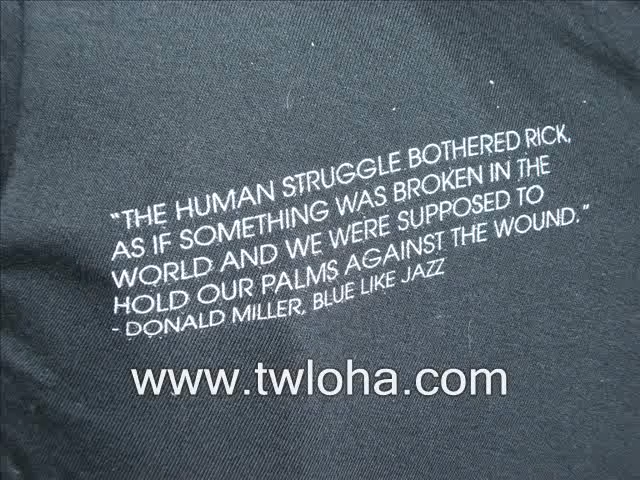 “THE HUMAN STRUGGLE BOTHERED RICK,
AS IF SOMETHING WAS BROKEN IN THE
WORLD AND WE WERE SUPPOSED TO
HOLD OUR PALMS AGAINST THE WOUND.”
- DONALD MILLER, BLUE LIKE JAZZ
www.twloha.com